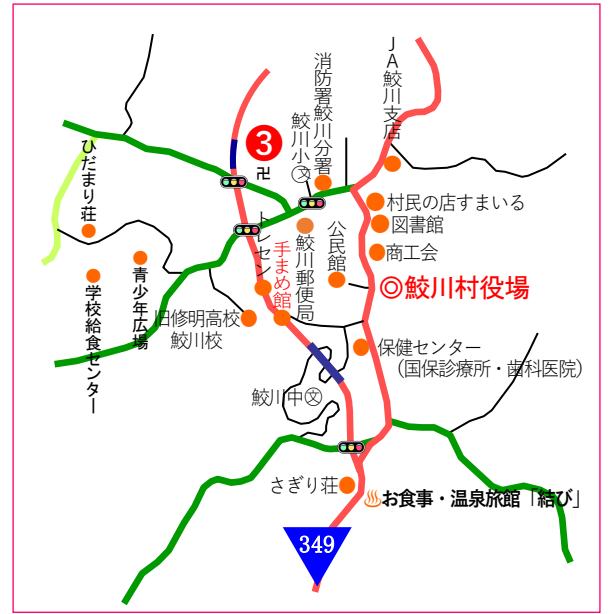 JA鮫川支店
消防署鮫川分署
鮫川小㊫
❸
卍
ひだまり荘
村民の店すまいる
図書館
商工会
◎鮫川村役場
公民館
鮫川郵便局
トレセン
手まめ館
青少年広場
学校給食センター
旧修明高校
鮫川校
保健センター
（国保診療所・歯科医院）
鮫川中㊫
さぎり荘
♨お食事・温泉旅館「結び」
349